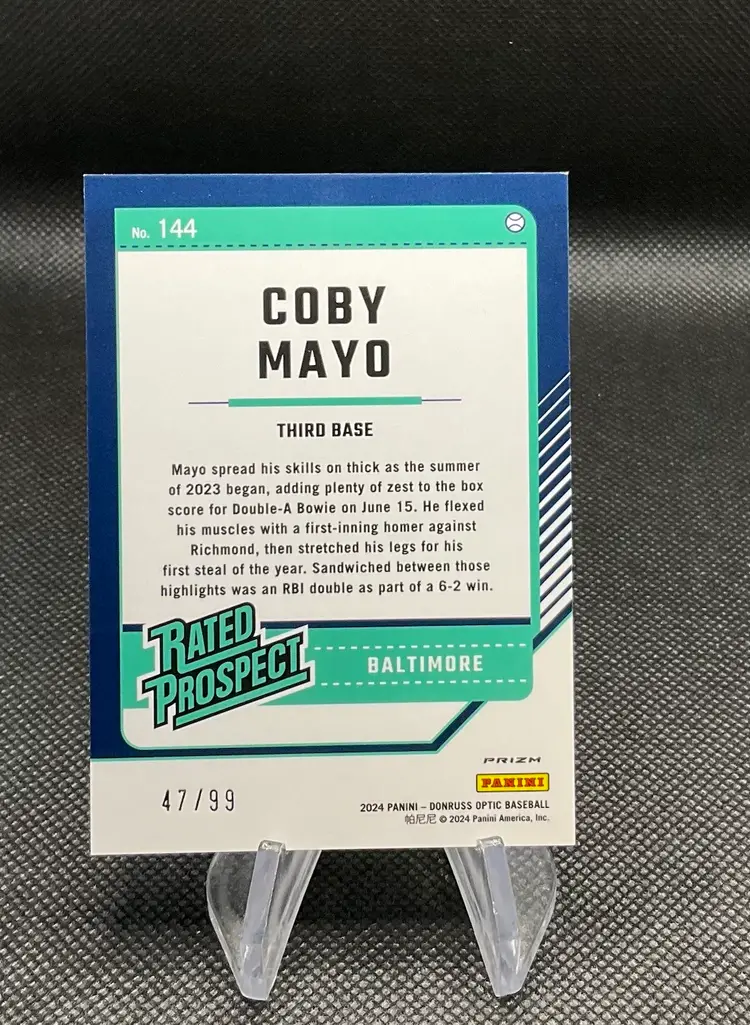 No. 144
COBY
MAYO
THIRD BASE
Mayo spread his skills on thick as the summer
of 2023 began, adding plenty of zest to the box
score for Double-A Bowie on June 15. He flexed
his muscles with a first-inning homer against
Richmond, then stretched his legs for his
first steal of the year. Sandwiched between those
highlights was an RBI double as part of a 6-2 win.
RATED
PROSPECT
BALTIMORE
PRIZM
PANINI
47/99
2024 PANINI – DONRUSS OPTIC BASEBALL
帕尼尼 © 2024 Panini America, Inc.